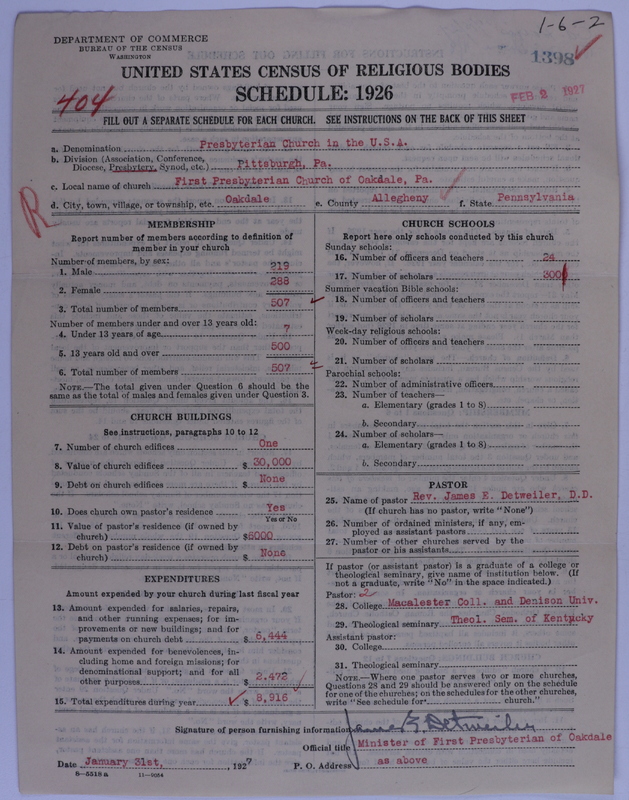 1-6-2
DEPARTMENT OF COMMERCE
BUREAU OF THE CENSUS
WASHINGTON
1398
UNITED STATES CENSUS OF RELIGIOUS BODIES
SCHEDULE: 1926
404
FEB 2 1927
FILL OUT A SEPARATE SCHEDULE FOR EACH CHURCH. SEE INSTRUCTIONS ON THE BACK OF THIS SHEET
a. Denomination Presbyterian Church in the U.S.A.
b. Division (Association, Conference,
Diocese, Presbytery, Synod, etc.) Pittsburgh, Pa.
c. Local name of church First Presbyterian Church of Oakdale, Pa.
d. City, town, village, or township, etc. Oakdale e. County Allegheny f. State Pennsylvania
R
MEMBERSHIP
Report number of members according to definition of
member in your church
Number of members, by sex:
1. Male 219
2. Female 288
3. Total number of members 507
Number of members under and over 13 years old:
4. Under 13 years of age 7
5. 13 years old and over 500
6. Total number of members 507
NOTE.—The total given under Question 6 should be the
same as the total of males and females given under Question 3.
CHURCH BUILDINGS
See instructions, paragraphs 10 to 12
7. Number of church edifices One
8. Value of church edifices $ 30,000
9. Debt on church edifices $ None
10. Does church own pastor's residence Yes
Yes or No
11. Value of pastor's residence (if owned by
church) $6000
12. Debt on pastor's residence (if owned by
church) $ None
EXPENDITURES
Amount expended by your church during last fiscal year
13. Amount expended for salaries, repairs,
and other running expenses; for im-
provements or new buildings; and for
payments on church debt $ 6,444
14. Amount expended for benevolences, in-
cluding home and foreign missions; for
denominational support; and for all
other purposes $ 2.472
15. Total expenditures during year $ 8,916
CHURCH SCHOOLS
Report here only schools conducted by this church
Sunday schools:
16. Number of officers and teachers 24
17. Number of scholars 300
Summer vacation Bible schools:
18. Number of officers and teachers
19. Number of scholars
Week-day religious schools:
20. Number of officers and teachers
21. Number of scholars
Parochial schools:
22. Number of administrative officers
23. Number of teachers—
a. Elementary (grades 1 to 8)
b. Secondary
24. Number of scholars—
a. Elementary (grades 1 to 8)
b. Secondary
PASTOR
25. Name of pastor Rev. James E. Detweiler, D.D.
(If church has no pastor, write "None")
26. Number of ordained ministers, if any, em-
ployed as assistant pastors
27. Number of other churches served by the
pastor or his assistants
If pastor (or assistant pastor) is a graduate of a college or
theological seminary, give name of institution below. (If
not a graduate, write "No" in the space indicated.)
Pastor: 2
28. College Macalester Coll. and Denison Univ.
29. Theological seminary Theol. Sem. of Kentucky
Assistant pastor:
30. College
31. Theological seminary
NOTE.—Where one pastor serves two or more churches,
Questions 28 and 29 should be answered only on the schedule
for one of the churches; on the schedules for the other churches,
write "See schedule for church."
Signature of person furnishing information James E. Detweiler
Official title Minister of First Presbyterian of Oakdale
Date January 31st, , 1927 P. O. Address as above
8—5518 a 11—9054